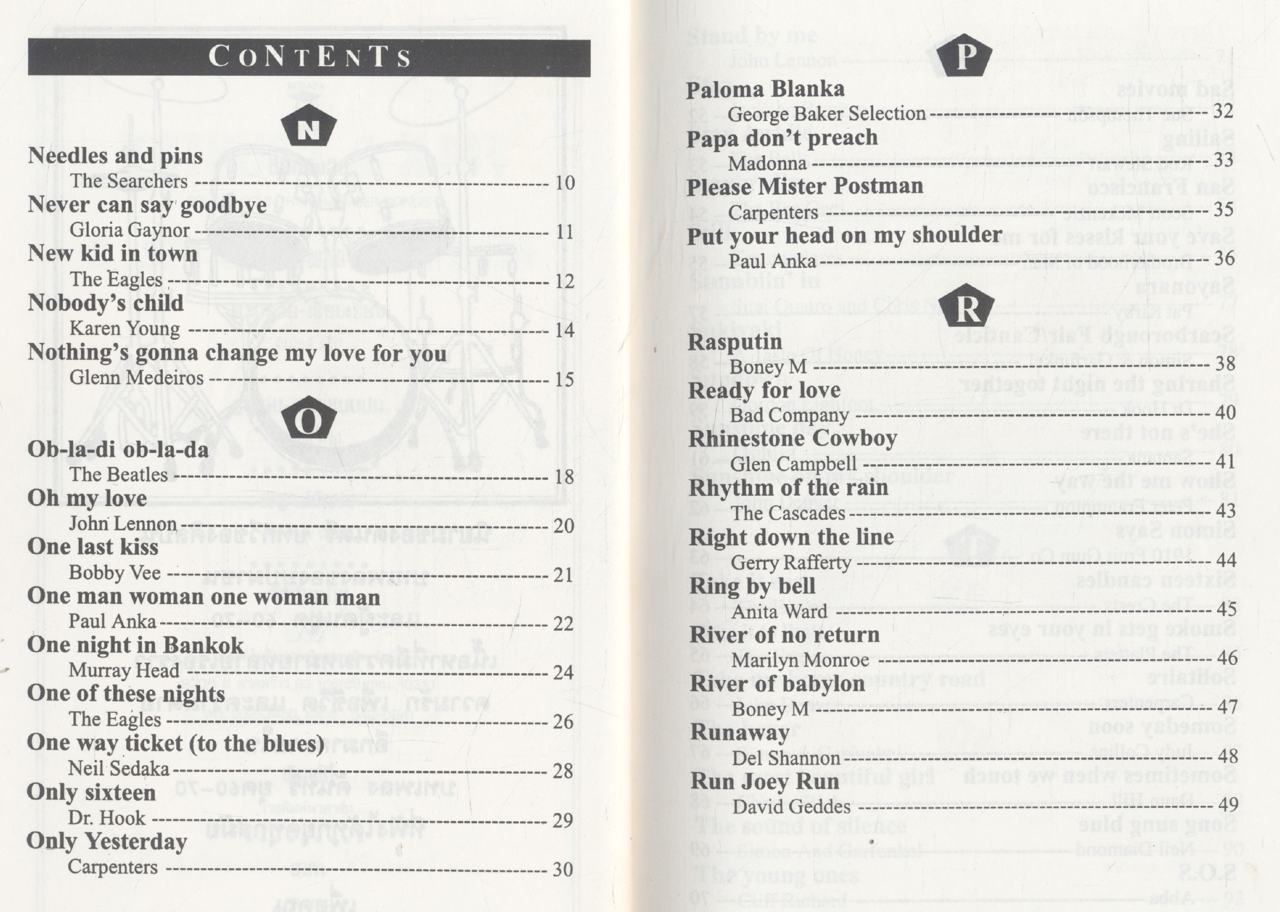 CONTENTS
N
Needles and pins
The Searchers ---------- 10
Never can say goodbye
Gloria Gaynor ---------- 11
New kid in town
The Eagles ---------- 12
Nobody's child
Karen Young ---------- 14
Nothing's gonna change my love for you
Glenn Medeiros ---------- 15
O
Ob-la-di ob-la-da
The Beatles ---------- 18
Oh my love
John Lennon ---------- 20
One last kiss
Bobby Vee ---------- 21
One man woman one woman man
Paul Anka ---------- 22
One night in Bankok
Murray Head ---------- 24
One of these nights
The Eagles ---------- 26
One way ticket (to the blues)
Neil Sedaka ---------- 28
Only sixteen
Dr. Hook ---------- 29
Only Yesterday
Carpenters ---------- 30
P
Paloma Blanka
George Baker Selection ---------- 32
Papa don't preach
Madonna ---------- 33
Please Mister Postman
Carpenters ---------- 35
Put your head on my shoulder
Paul Anka ---------- 36
R
Rasputin
Boney M ---------- 38
Ready for love
Bad Company ---------- 40
Rhinestone Cowboy
Glen Campbell ---------- 41
Rhythm of the rain
The Cascades ---------- 43
Right down the line
Gerry Rafferty ---------- 44
Ring by bell
Anita Ward ---------- 45
River of no return
Marilyn Monroe ---------- 46
River of babylon
Boney M ---------- 47
Runaway
Del Shannon ---------- 48
Run Joey Run
David Geddes ---------- 49